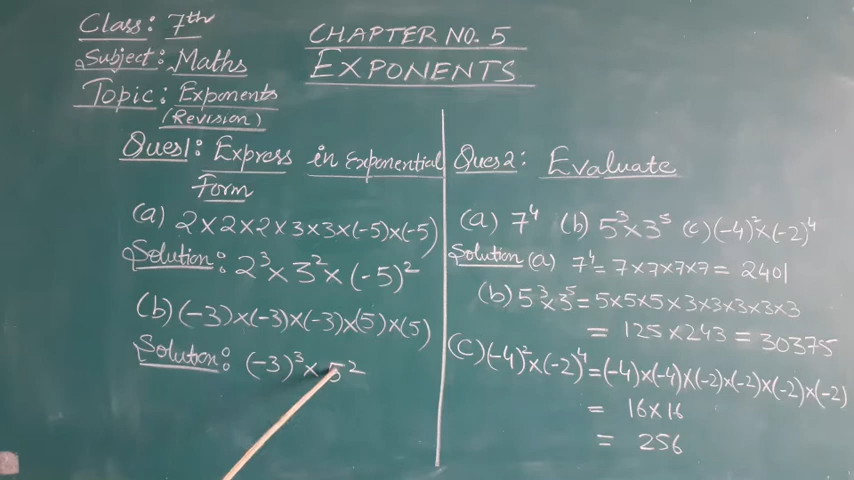 Class: 7th
Subject: Maths
Topic: Exponents
(Revision)
CHAPTER NO. 5
EXPONENTS
Ques1: Express in Exponential
Form
(a) 2×2×2×3×3×(-5)×(-5)
Solution: 2³×3²×(-5)²
(b) (-3)×(-3)×(-3)×(5)×(5)
Solution: (-3)³×5²
Ques2: Evaluate
(a) 7⁴ (b) 5³×3⁵ (c) (-4)²×(-2)⁴
Solution (a) 7⁴=7×7×7×7= 2401
(b) 5³×3⁵=5×5×5×3×3×3×3×3
= 125×243 = 30375
(C) (-4)²×(-2)⁴=(-4)×(-4)×(-2)×(-2)×(-2)×(-2)
= 16×16
= 256